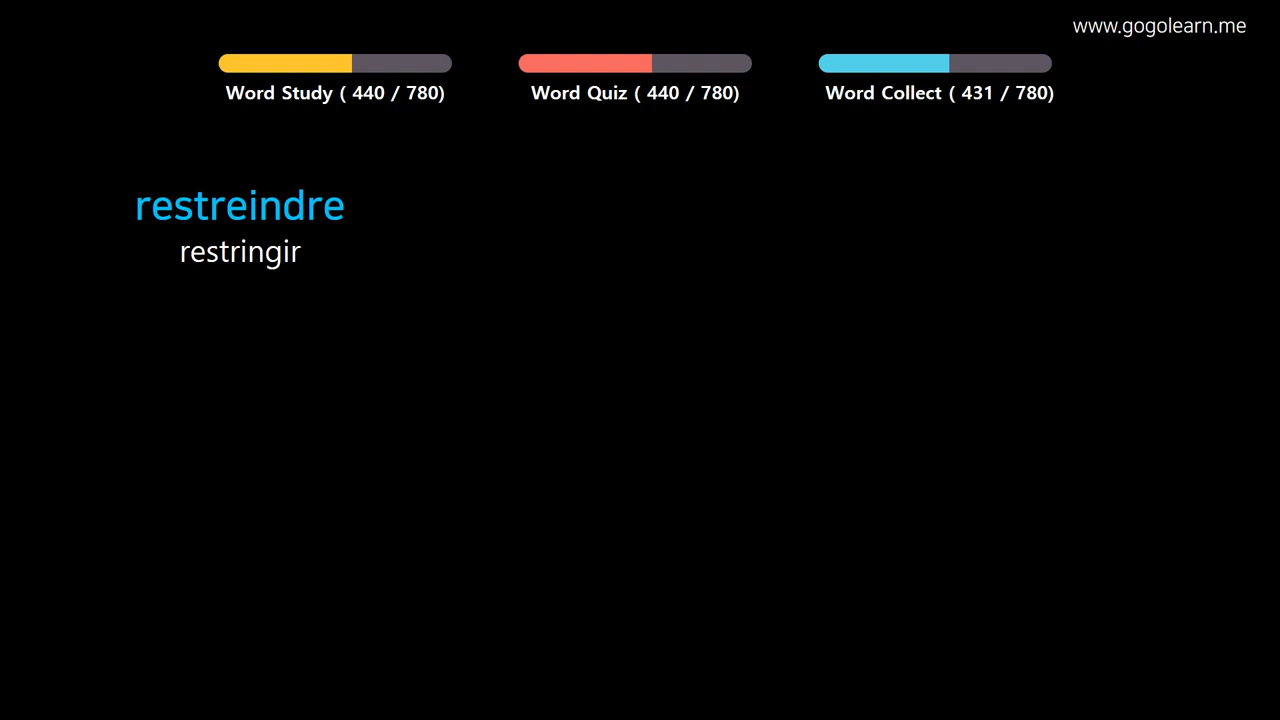 www.gogolearn.me
Word Study ( 440 / 780)
Word Quiz ( 440 / 780)
Word Collect ( 431 / 780)
restreindre
restringir